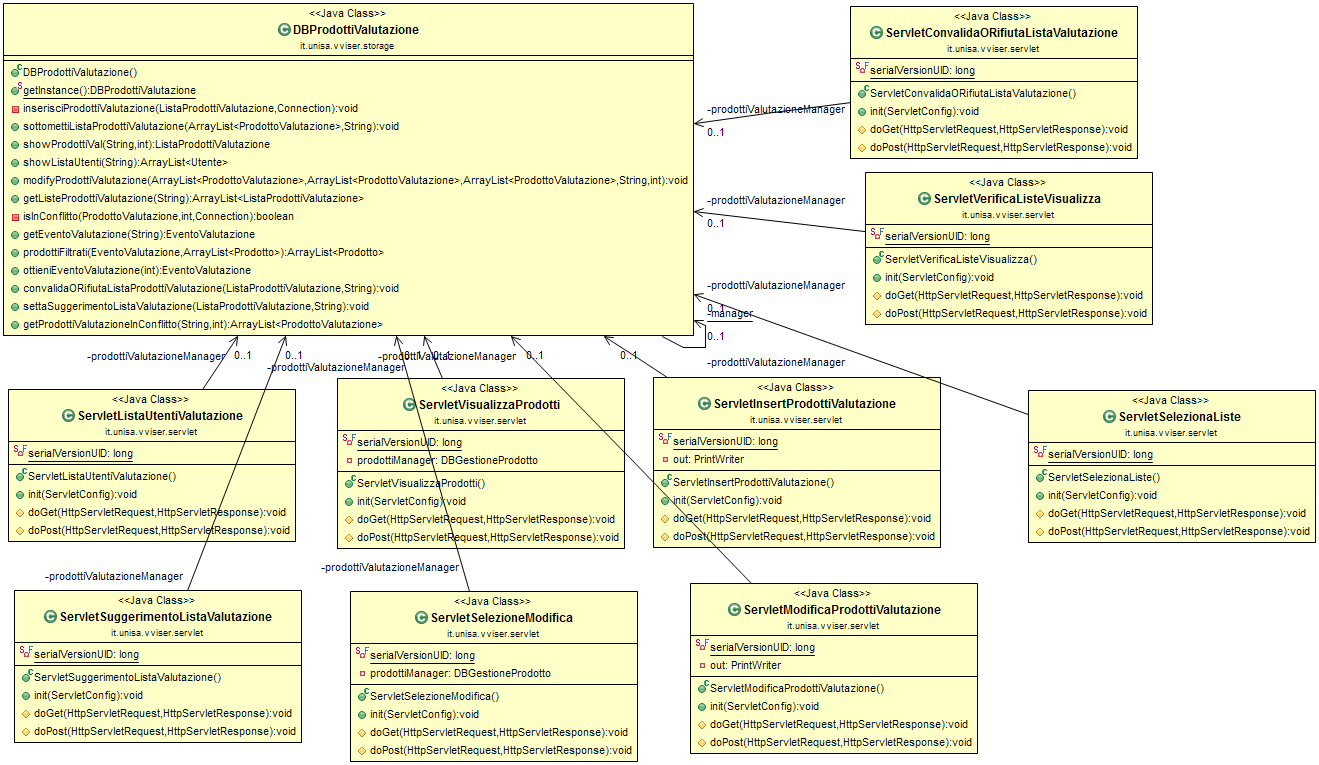 <<Java Class>>
DBProdottiValutazione
it.unisa.vviser.storage
DBProdottiValutazione()
getInstance():DBProdottiValutazione
inserisciProdottiValutazione(ListaProdottiValutazione,Connection):void
sottomettiListaProdottiValutazione(ArrayList<ProdottoValutazione>,String):void
showProdottiVal(String,int):ListaProdottiValutazione
showListaUtenti(String):ArrayList<Utente>
modifyProdottiValutazione(ArrayList<ProdottoValutazione>,ArrayList<ProdottoValutazione>,ArrayList<ProdottoValutazione>,String,int):void
getListeProdottiValutazione(String):ArrayList<ListaProdottiValutazione>
isInConflitto(ProdottoValutazione,int,Connection):boolean
getEventoValutazione(String):EventoValutazione
prodottiFiltrati(EventoValutazione,ArrayList<Prodotto>):ArrayList<Prodotto>
ottieniEventoValutazione(int):EventoValutazione
convalidaORifiutaListaProdottiValutazione(ListaProdottiValutazione,String):void
settaSuggerimentoListaValutazione(ListaProdottiValutazione,String):void
getProdottiValutazioneInConflitto(String,int):ArrayList<ProdottoValutazione>
<<Java Class>>
ServletConvalidaORifiutaListaValutazione
it.unisa.vviser.servlet
serialVersionUID: long
ServletConvalidaORifiutaListaValutazione()
init(ServletConfig):void
doGet(HttpServletRequest,HttpServletResponse):void
doPost(HttpServletRequest,HttpServletResponse):void
-prodottiValutazioneManager
0..1
<<Java Class>>
ServletVerificaListeVisualizza
it.unisa.vviser.servlet
serialVersionUID: long
ServletVerificaListeVisualizza()
init(ServletConfig):void
doGet(HttpServletRequest,HttpServletResponse):void
doPost(HttpServletRequest,HttpServletResponse):void
-prodottiValutazioneManager
0..1
-prodottiValutazioneManager
0..1
-manager
0..1
-prodottiValutazioneManager
0..1
-prodottiValutazioneManager
0..1
-prodottiValutazioneManager
0..1
-prodottiValutazioneManager
0..1
0..1
0..1
0..1
<<Java Class>>
ServletListaUtentiValutazione
it.unisa.vviser.servlet
serialVersionUID: long
ServletListaUtentiValutazione()
init(ServletConfig):void
doGet(HttpServletRequest,HttpServletResponse):void
doPost(HttpServletRequest,HttpServletResponse):void
<<Java Class>>
ServletVisualizzaProdotti
it.unisa.vviser.servlet
serialVersionUID: long
prodottiManager: DBGestioneProdotto
ServletVisualizzaProdotti()
init(ServletConfig):void
doGet(HttpServletRequest,HttpServletResponse):void
doPost(HttpServletRequest,HttpServletResponse):void
<<Java Class>>
ServletInsertProdottiValutazione
it.unisa.vviser.servlet
serialVersionUID: long
out: PrintWriter
ServletInsertProdottiValutazione()
init(ServletConfig):void
doGet(HttpServletRequest,HttpServletResponse):void
doPost(HttpServletRequest,HttpServletResponse):void
<<Java Class>>
ServletSelezionaListe
it.unisa.vviser.servlet
serialVersionUID: long
ServletSelezionaListe()
init(ServletConfig):void
doGet(HttpServletRequest,HttpServletResponse):void
doPost(HttpServletRequest,HttpServletResponse):void
-prodottiValutazioneManager
<<Java Class>>
ServletSuggerimentoListaValutazione
it.unisa.vviser.servlet
serialVersionUID: long
ServletSuggerimentoListaValutazione()
init(ServletConfig):void
doGet(HttpServletRequest,HttpServletResponse):void
doPost(HttpServletRequest,HttpServletResponse):void
-prodottiValutazioneManager
<<Java Class>>
ServletSelezioneModifica
it.unisa.vviser.servlet
serialVersionUID: long
prodottiManager: DBGestioneProdotto
ServletSelezioneModifica()
init(ServletConfig):void
doGet(HttpServletRequest,HttpServletResponse):void
doPost(HttpServletRequest,HttpServletResponse):void
<<Java Class>>
ServletModificaProdottiValutazione
it.unisa.vviser.servlet
serialVersionUID: long
out: PrintWriter
ServletModificaProdottiValutazione()
init(ServletConfig):void
doGet(HttpServletRequest,HttpServletResponse):void
doPost(HttpServletRequest,HttpServletResponse):void